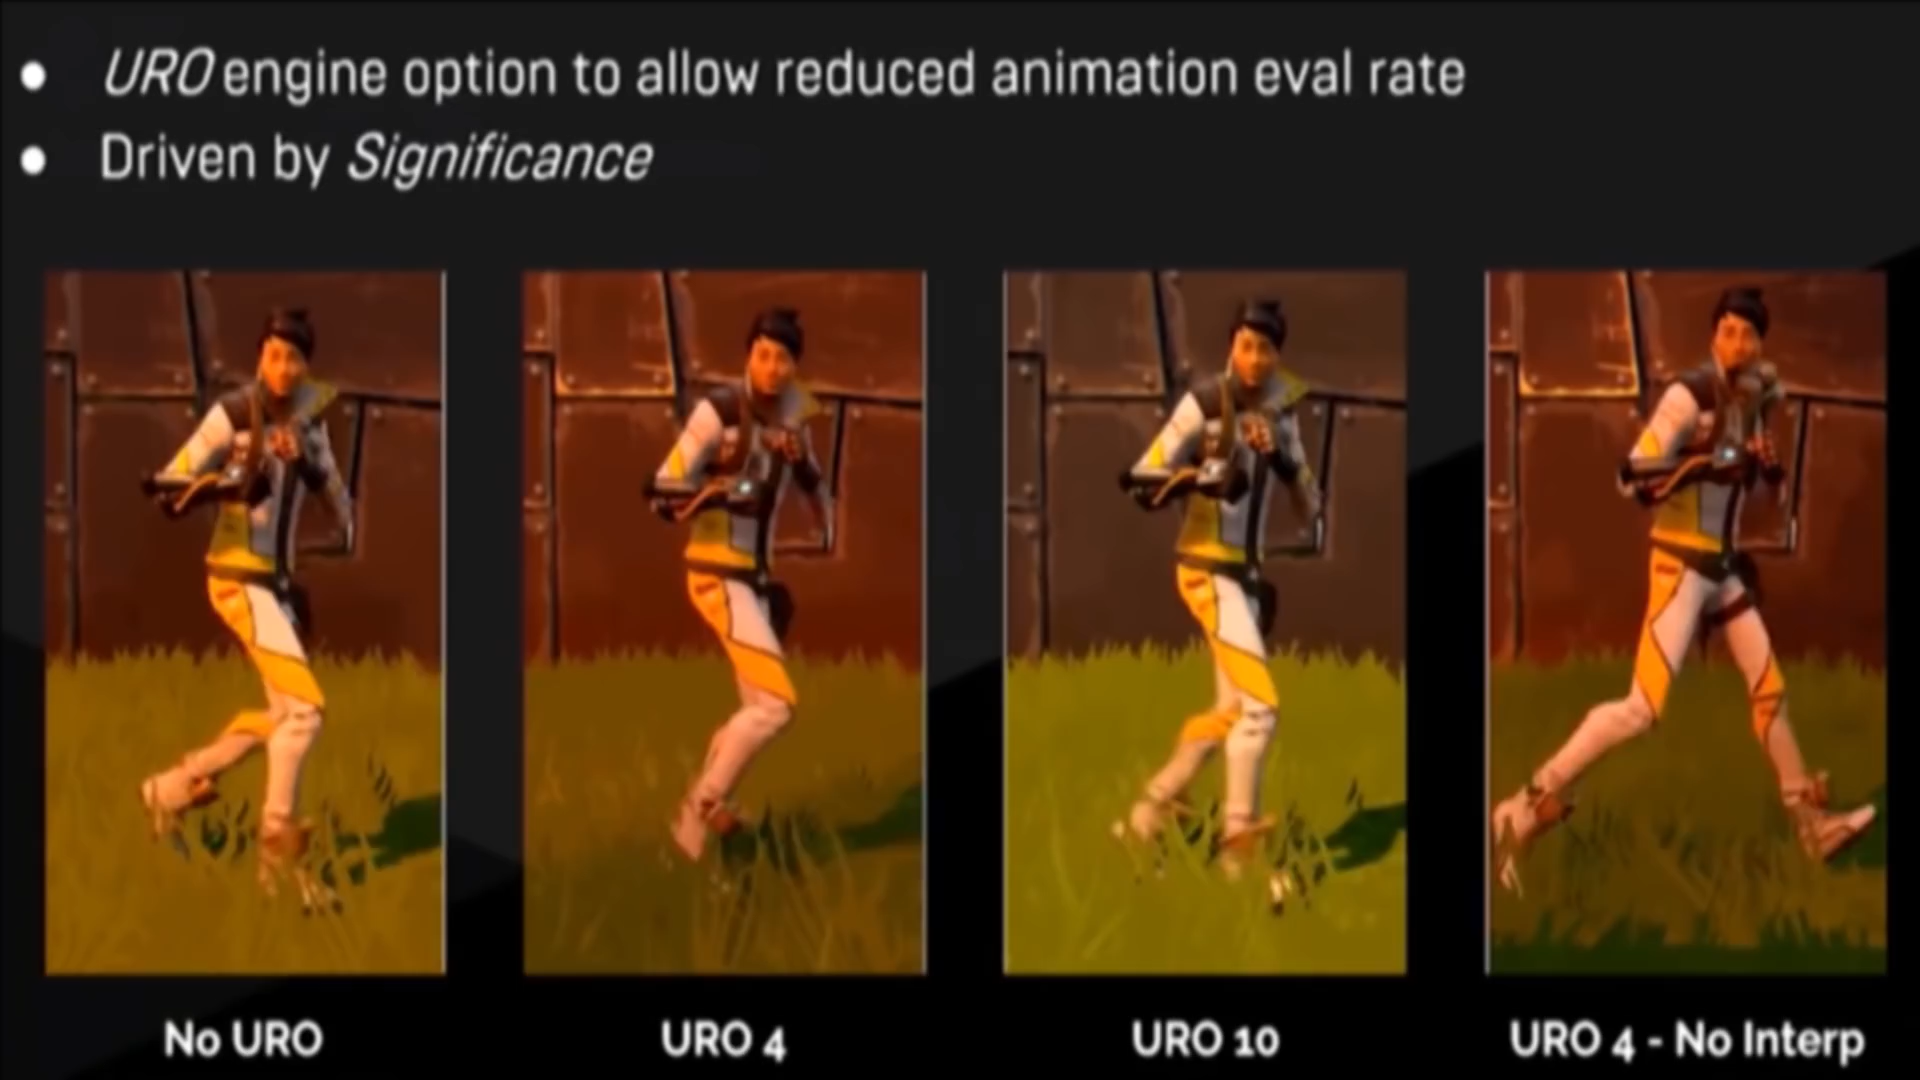 URO engine option to allow reduced animation eval rate
Driven by Significance
No URO
URO 4
URO 10
URO 4 - No Interp